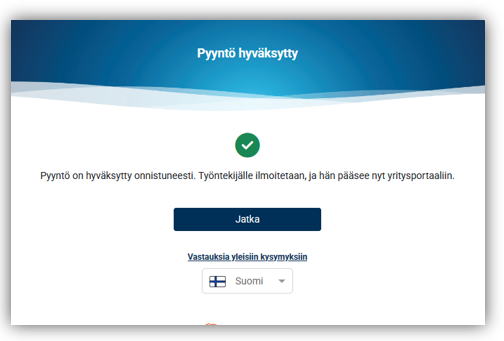 Pyyntö hyväksytty
Pyyntö on hyväksytty onnistuneesti. Työntekijälle ilmoitetaan, ja hän pääsee nyt yritysportaaliin.
Jatka
Vastauksia yleisiin kysymyksiin
Suomi